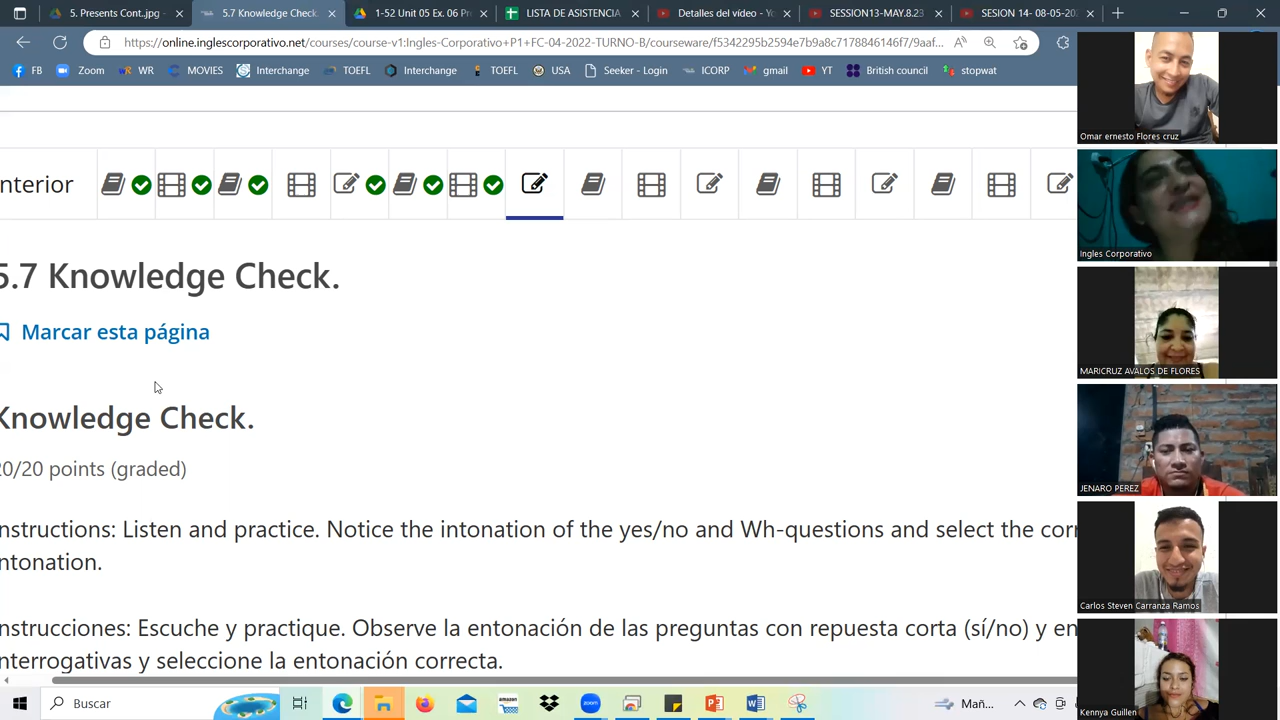 5. Presents Cont..jpg -
5.7 Knowledge Check.
1-52 Unit 05 Ex. 06 Pr
LISTA DE ASISTENCIA
Detalles del vídeo - Yo
SESSION13-MAY.8.23
SESION 14- 08-05-20
https://online.inglescorporativo.net/courses/course-v1:Ingles-Corporativo+P1+FC-04-2022-TURNO-B/courseware/f5342295b2594e7b9a8c7178846146f7/9aaf...
FB
Zoom
WR
MOVIES
Interchange
TOEFL
Interchange
TOEFL
USA
Seeker - Login
ICORP
gmail
YT
British council
stopwat
nterior
5.7 Knowledge Check.
Marcar esta página
Knowledge Check.
20/20 points (graded)
nstructions: Listen and practice. Notice the intonation of the yes/no and Wh-questions and select the cor
ntonation.
nstrucciones: Escuche y practique. Observe la entonación de las preguntas con repuesta corta (sí/no) y en
nterrogativas y seleccione la entonación correcta.
Omar ernesto Flores cruz
Ingles Corporativo
MARICRUZ AVALOS DE FLORES
JENARO PEREZ
Carlos Steven Carranza Ramos
Kennya Guillen
Buscar
Mañ...